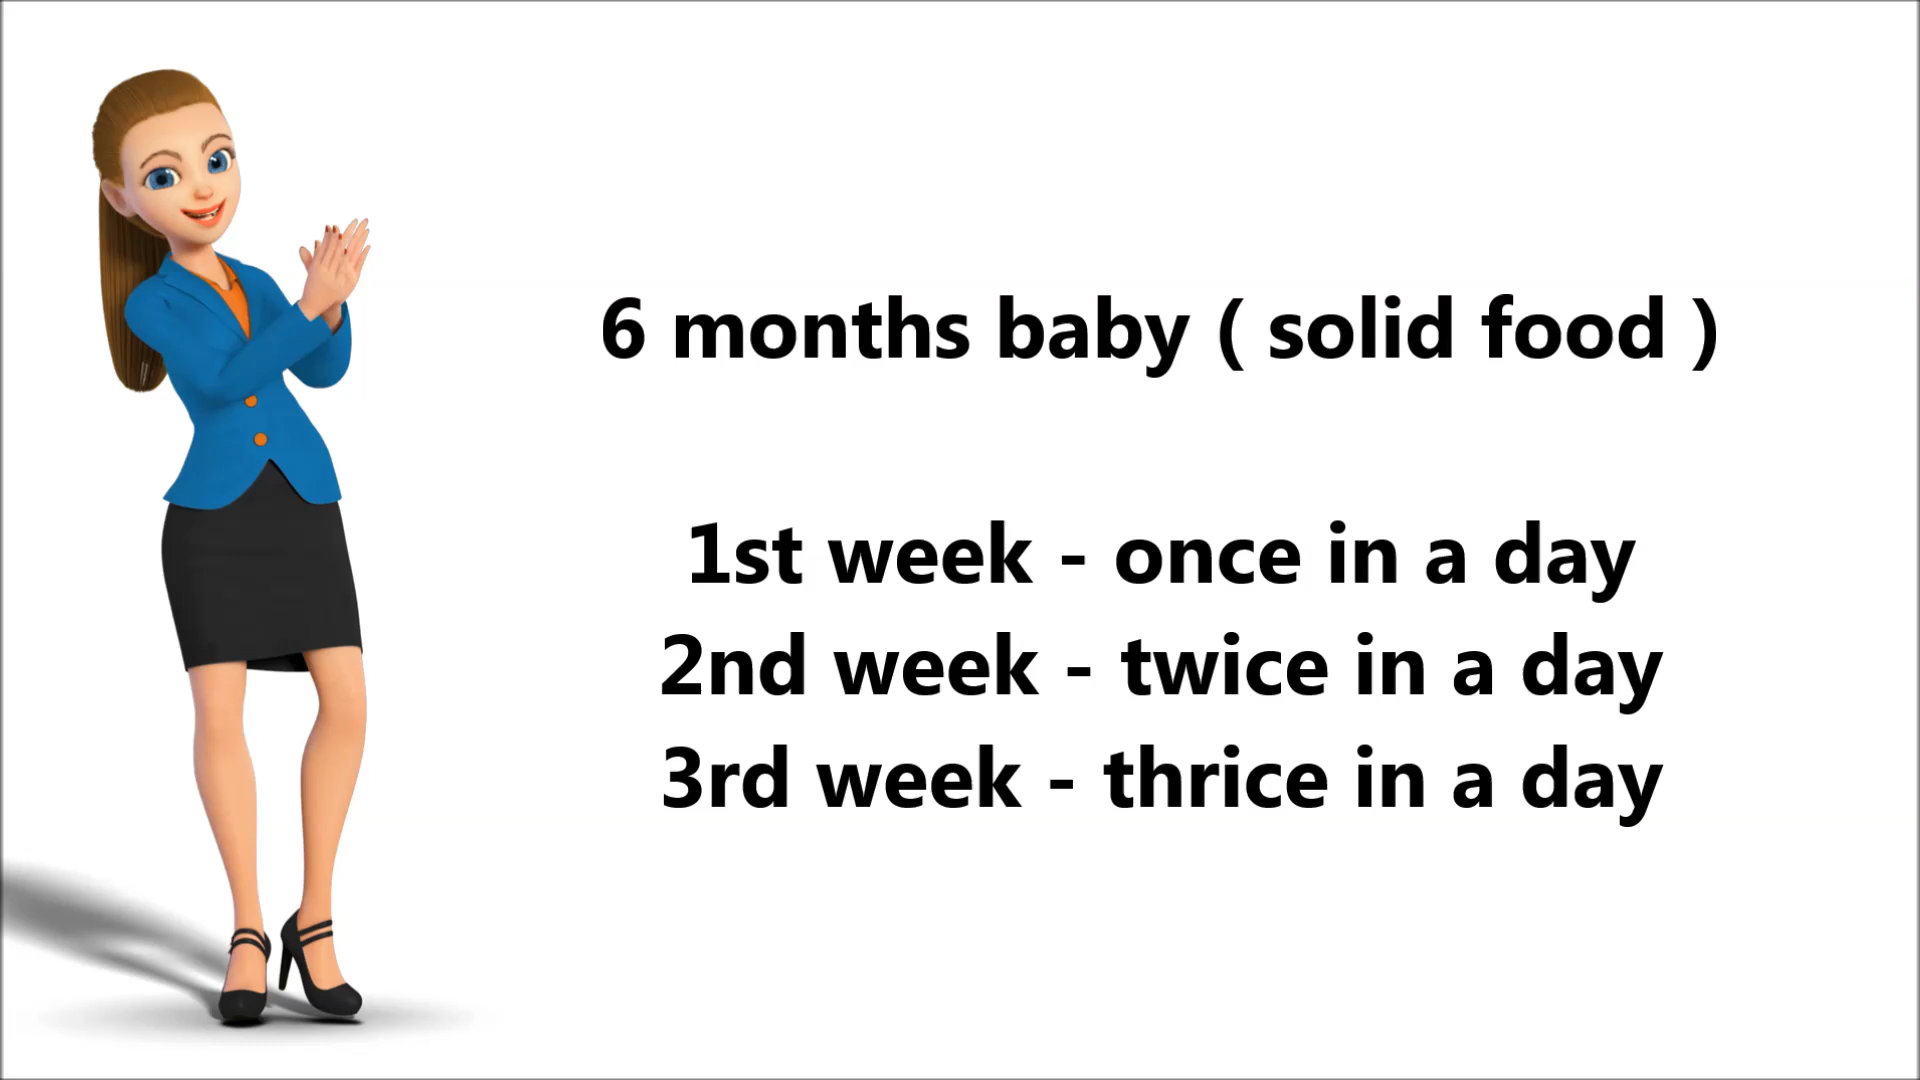 6 months baby ( solid food )
1st week - once in a day
2nd week - twice in a day
3rd week - thrice in a day